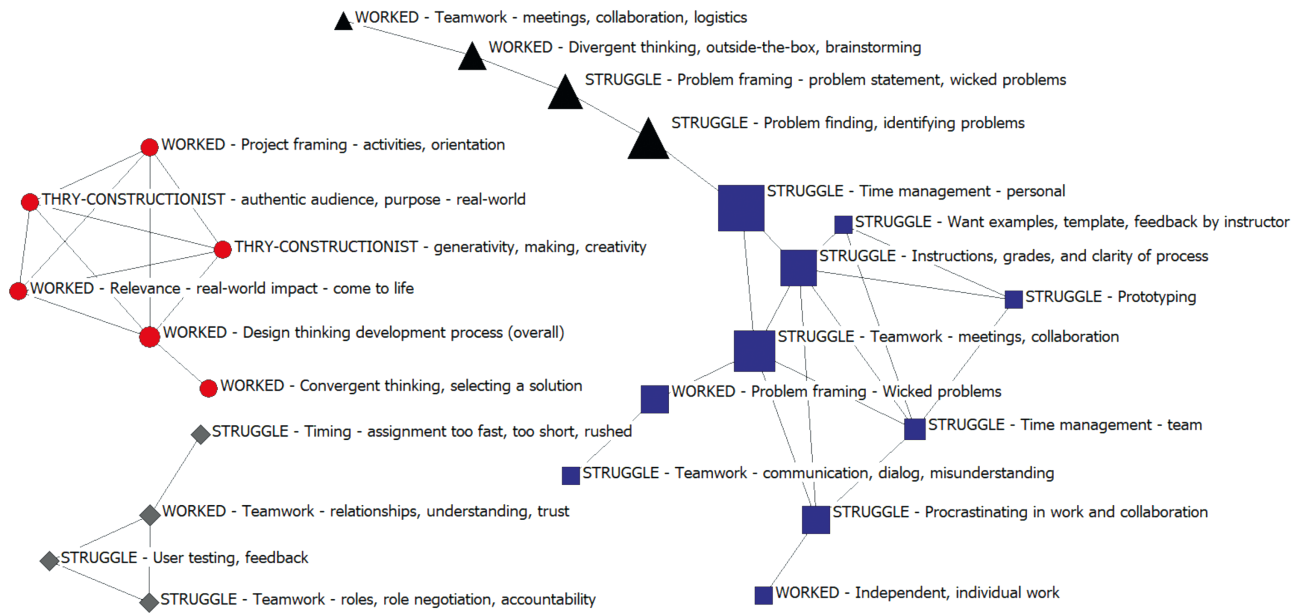 WORKED - Teamwork - meetings, collaboration, logistics
WORKED - Divergent thinking, outside-the-box, brainstorming
STRUGGLE - Problem framing - problem statement, wicked problems
STRUGGLE - Problem finding, identifying problems
WORKED - Project framing - activities, orientation
THRY-CONSTRUCTIONIST - authentic audience, purpose - real-world
THRY-CONSTRUCTIONIST - generativity, making, creativity
WORKED - Relevance - real-world impact - come to life
WORKED - Design thinking development process (overall)
WORKED - Convergent thinking, selecting a solution
STRUGGLE - Timing - assignment too fast, too short, rushed
WORKED - Teamwork - relationships, understanding, trust
STRUGGLE - User testing, feedback
STRUGGLE - Teamwork - roles, role negotiation, accountability
STRUGGLE - Time management - personal
STRUGGLE - Want examples, template, feedback by instructor
STRUGGLE - Instructions, grades, and clarity of process
STRUGGLE - Prototyping
STRUGGLE - Teamwork - meetings, collaboration
WORKED - Problem framing - Wicked problems
STRUGGLE - Time management - team
STRUGGLE - Teamwork - communication, dialog, misunderstanding
STRUGGLE - Procrastinating in work and collaboration
WORKED - Independent, individual work